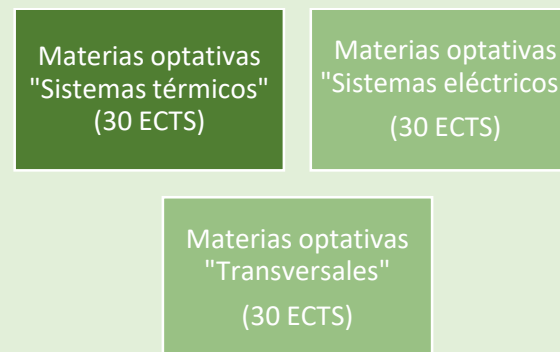 Materias optativas
"Sistemas térmicos"
(30 ECTS)
Materias optativas
"Sistemas eléctricos
(30 ECTS)
Materias optativas
"Transversales"
(30 ECTS)